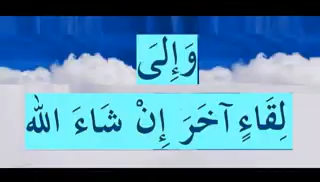 وَإِلَى
لِقَاءٍ آخَرَ إِنْ شَاءَ الله